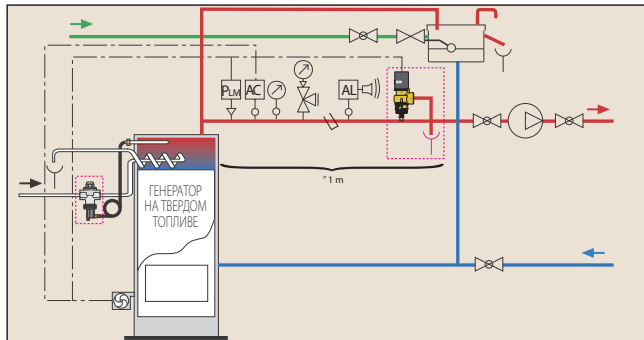 PLM
AC
AL
" 1 m
ГЕНЕРАТОР
НА ТВЕРДОМ
ТОПЛИВЕ